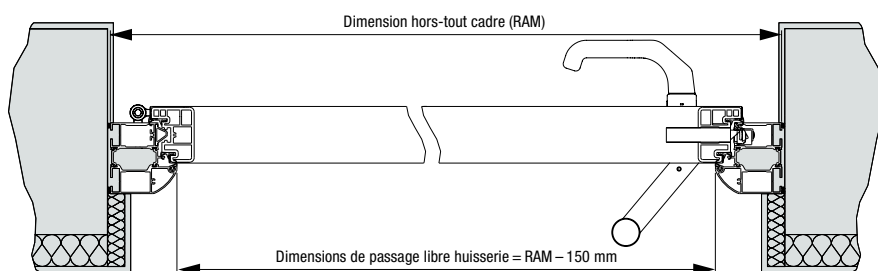 Dimension hors-tout cadre (RAM)
Dimensions de passage libre huisserie = RAM – 150 mm